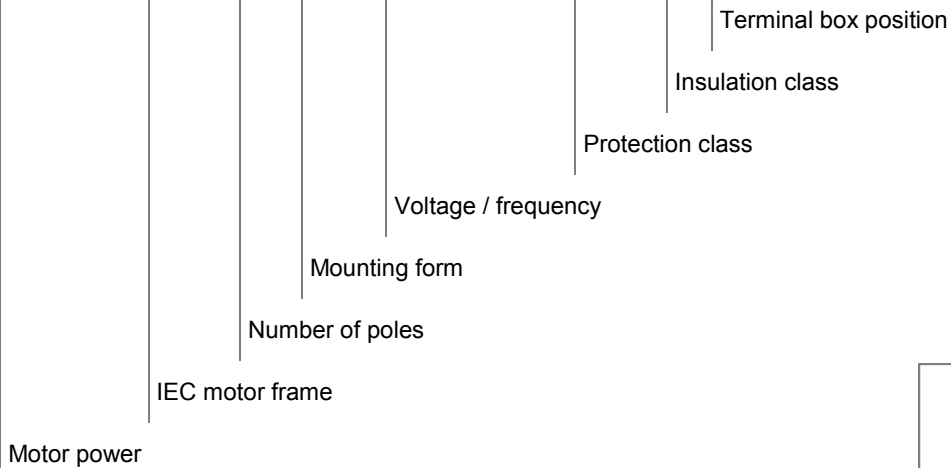 Terminal box position
Insulation class
Protection class
Voltage / frequency
Mounting form
Number of poles
IEC motor frame
Motor power